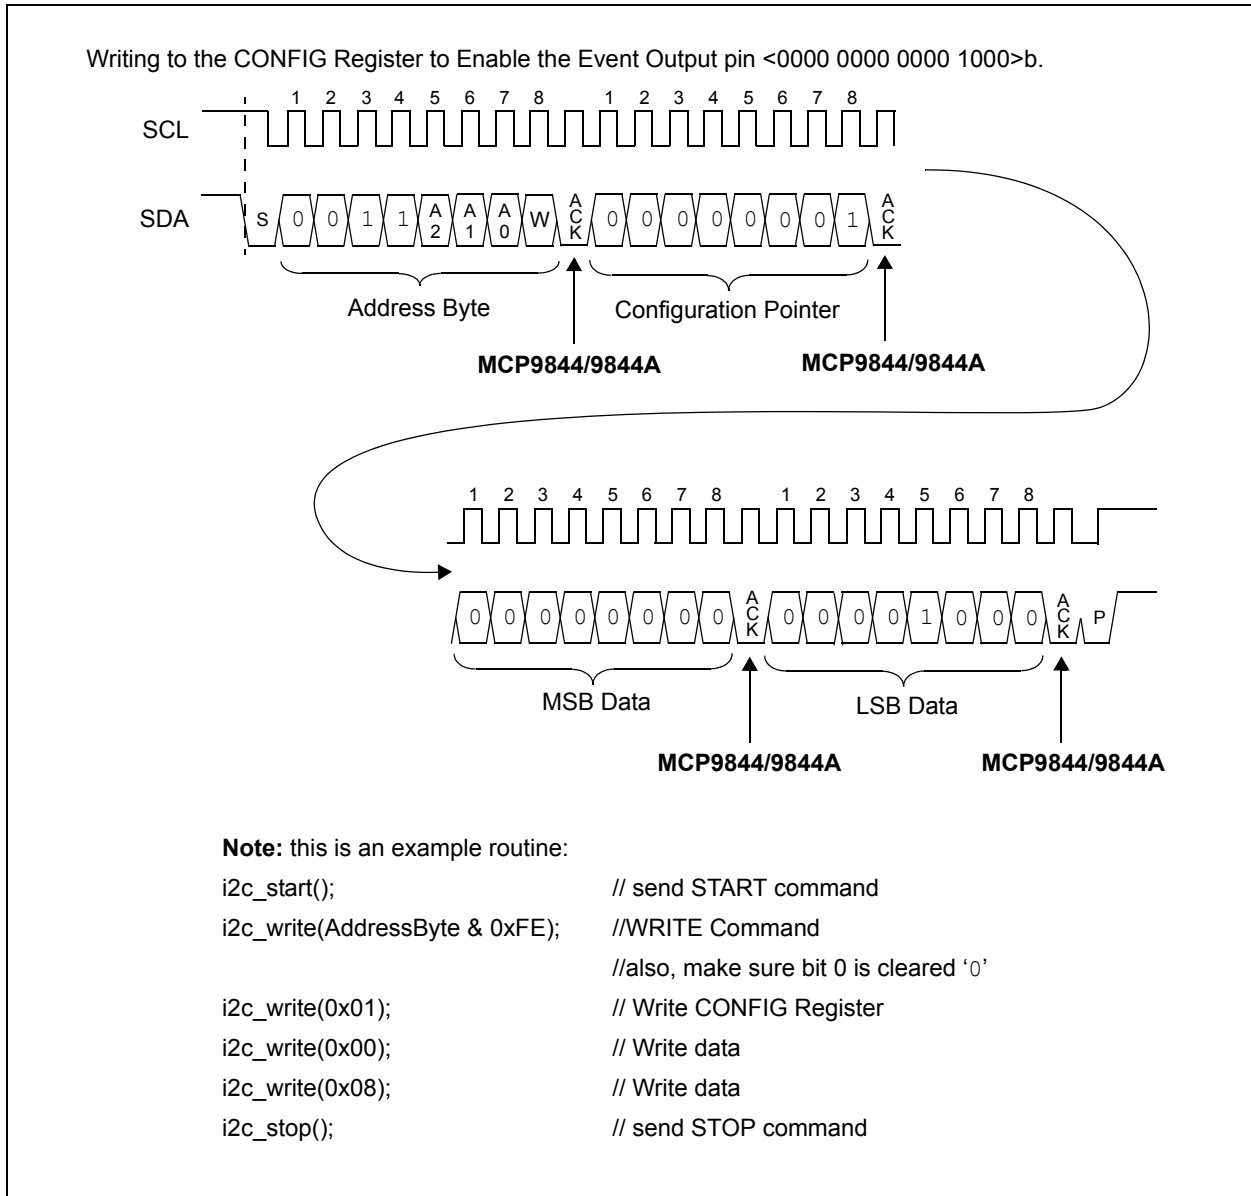 Writing to the CONFIG Register to Enable the Event Output pin <0000 0000 0000 1000>b.
1 2 3 4 5 6 7 8 1 2 3 4 5 6 7 8
SCL
SDA S 0 0 1 1 A2 A1 A0 W ACK 0 0 0 0 0 0 0 1 ACK
Address Byte Configuration Pointer
MCP9844/9844A MCP9844/9844A
1 2 3 4 5 6 7 8 1 2 3 4 5 6 7 8
0 0 0 0 0 0 0 0 ACK 0 0 0 0 1 0 0 0 ACK P
MSB Data LSB Data
MCP9844/9844A MCP9844/9844A
Note: this is an example routine:
i2c_start(); // send START command
i2c_write(AddressByte & 0xFE); //WRITE Command
//also, make sure bit 0 is cleared ‘0’
i2c_write(0x01); // Write CONFIG Register
i2c_write(0x00); // Write data
i2c_write(0x08); // Write data
i2c_stop(); // send STOP command